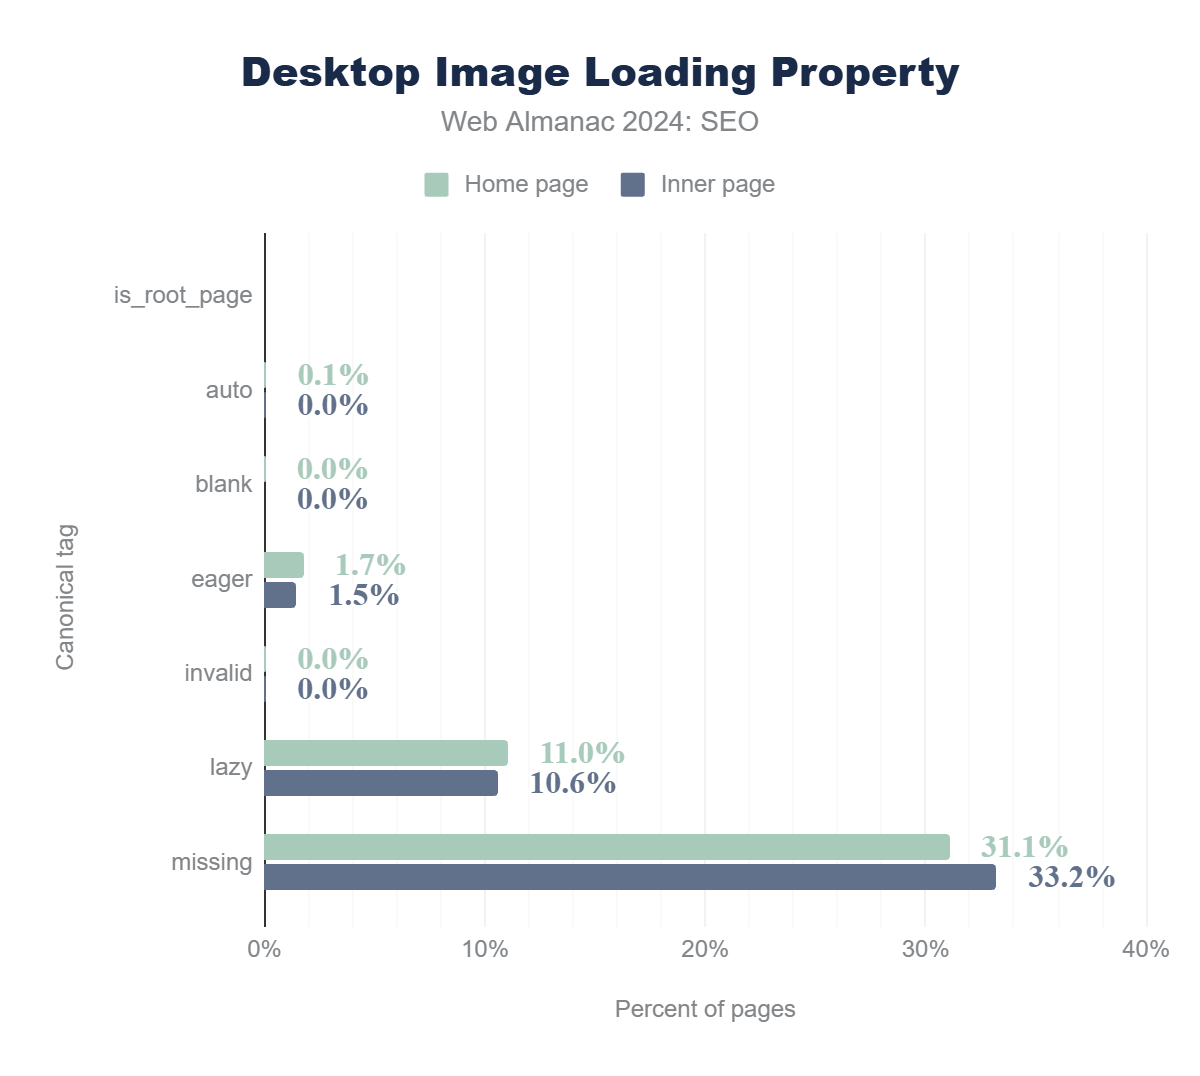 Desktop Image Loading Property
Web Almanac 2024: SEO
Home page
Inner page
Canonical tag
is_root_page
auto
0.1%
0.0%
blank
0.0%
0.0%
eager
1.7%
1.5%
invalid
0.0%
0.0%
lazy
11.0%
10.6%
missing
31.1%
33.2%
0%
10%
20%
30%
40%
Percent of pages